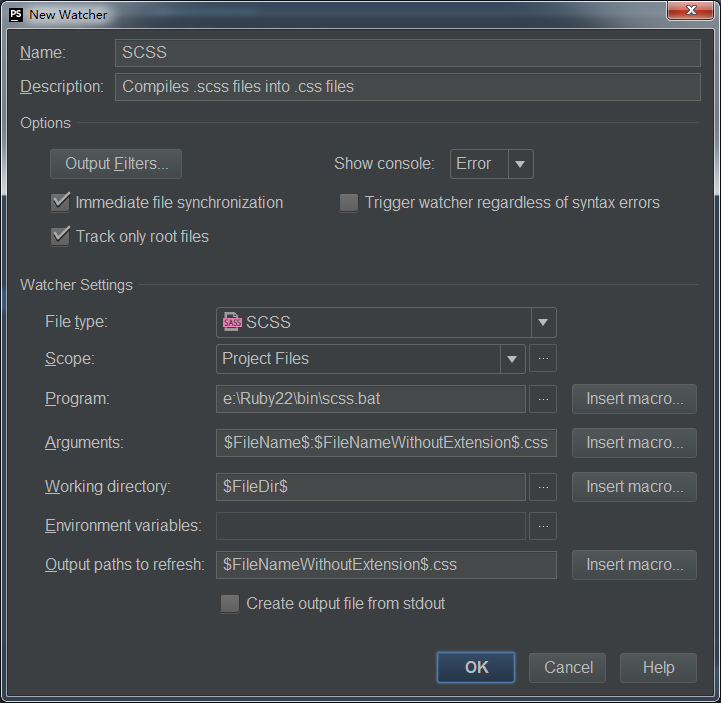 PS New Watcher
Name: SCSS
Description: Compiles .scss files into .css files
Options
Output Filters... Show console: Error
Immediate file synchronization Trigger watcher regardless of syntax errors
Track only root files
Watcher Settings
File type: SASS SCSS
Scope: Project Files ...
Program: e:\Ruby22\bin\scss.bat ... Insert macro...
Arguments: $FileName$:$FileNameWithoutExtension$.css Insert macro...
Working directory: $FileDir$ ... Insert macro...
Environment variables: ...
Output paths to refresh: $FileNameWithoutExtension$.css Insert macro...
Create output file from stdout
OK Cancel Help